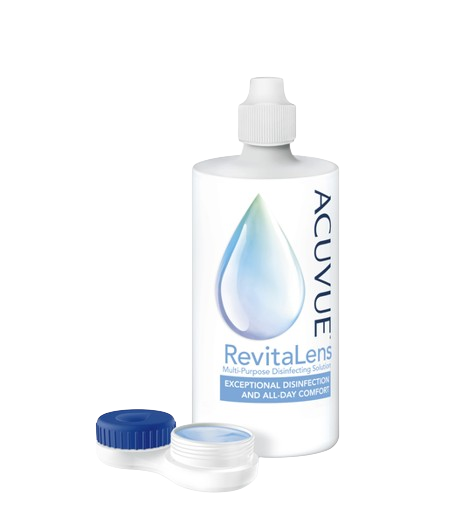 ACUVUE®
RevitaLens
Multi-Purpose Disinfecting Solution
EXCEPTIONAL DISINFECTION
AND ALL-DAY COMFORT